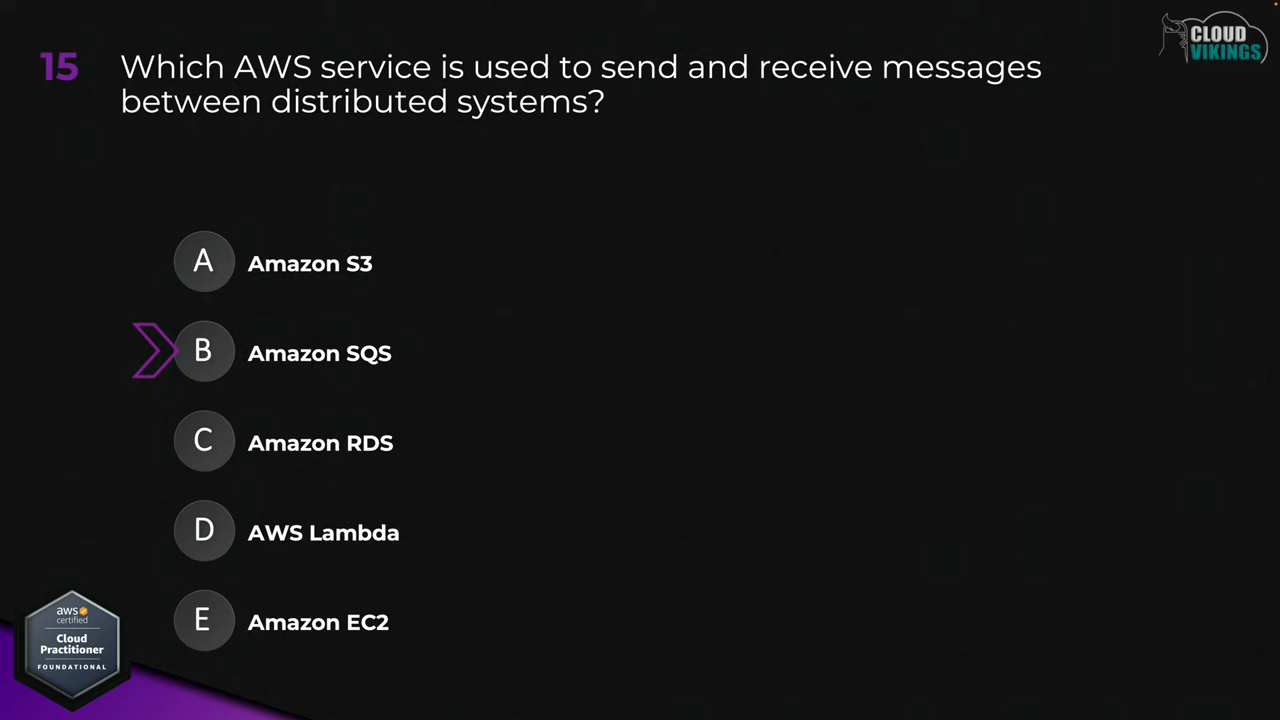 15
Which AWS service is used to send and receive messages
between distributed systems?
CLOUD
VIKINGS
A
Amazon S3
B
Amazon SQS
C
Amazon RDS
D
AWS Lambda
E
Amazon EC2
aws
certified
Cloud
Practitioner
FOUNDATIONAL